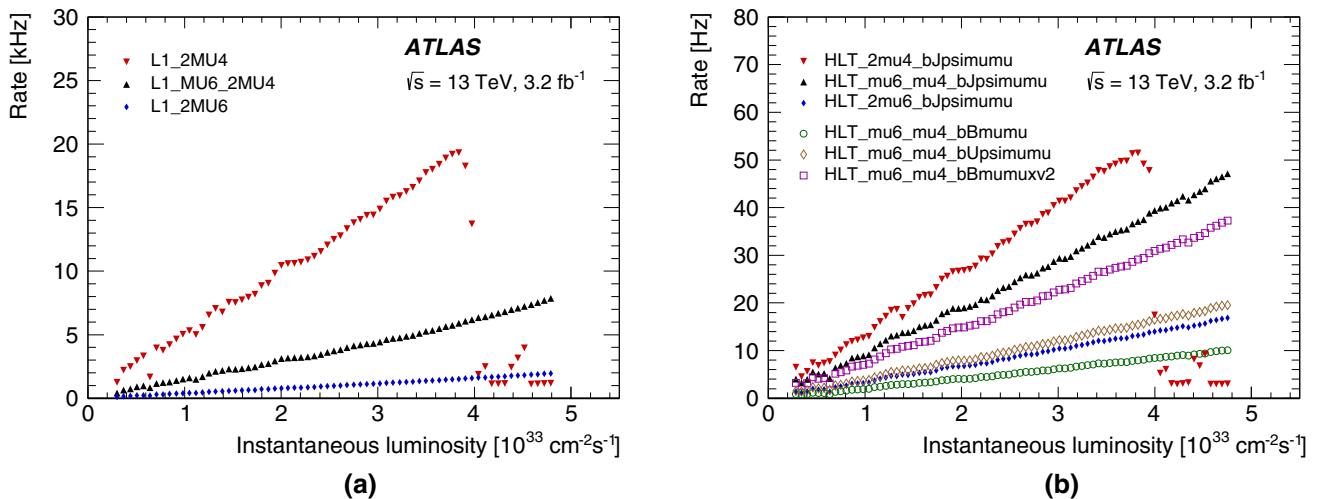 Rate [kHz]
30
25
20
15
10
5
0
0 1 2 3 4 5
Instantaneous luminosity [10³³ cm⁻²s⁻¹]
ATLAS
√s = 13 TeV, 3.2 fb⁻¹
L1_2MU4
L1_MU6_2MU4
L1_2MU6
(a)
Rate [Hz]
80
70
60
50
40
30
20
10
0
0 1 2 3 4 5
Instantaneous luminosity [10³³ cm⁻²s⁻¹]
ATLAS
√s = 13 TeV, 3.2 fb⁻¹
HLT_2mu4_bJpsimumu
HLT_mu6_mu4_bJpsimumu
HLT_2mu6_bJpsimumu
HLT_mu6_mu4_bBmumu
HLT_mu6_mu4_bUpsimumu
HLT_mu6_mu4_bBmumuxv2
(b)